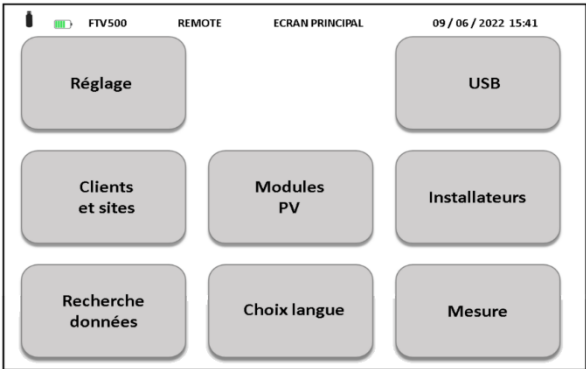 FTV500 REMOTE ECRAN PRINCIPAL 09 / 06 / 2022 15:41
Réglage
USB
Clients
et sites
Modules
PV
Installateurs
Recherche
données
Choix langue
Mesure